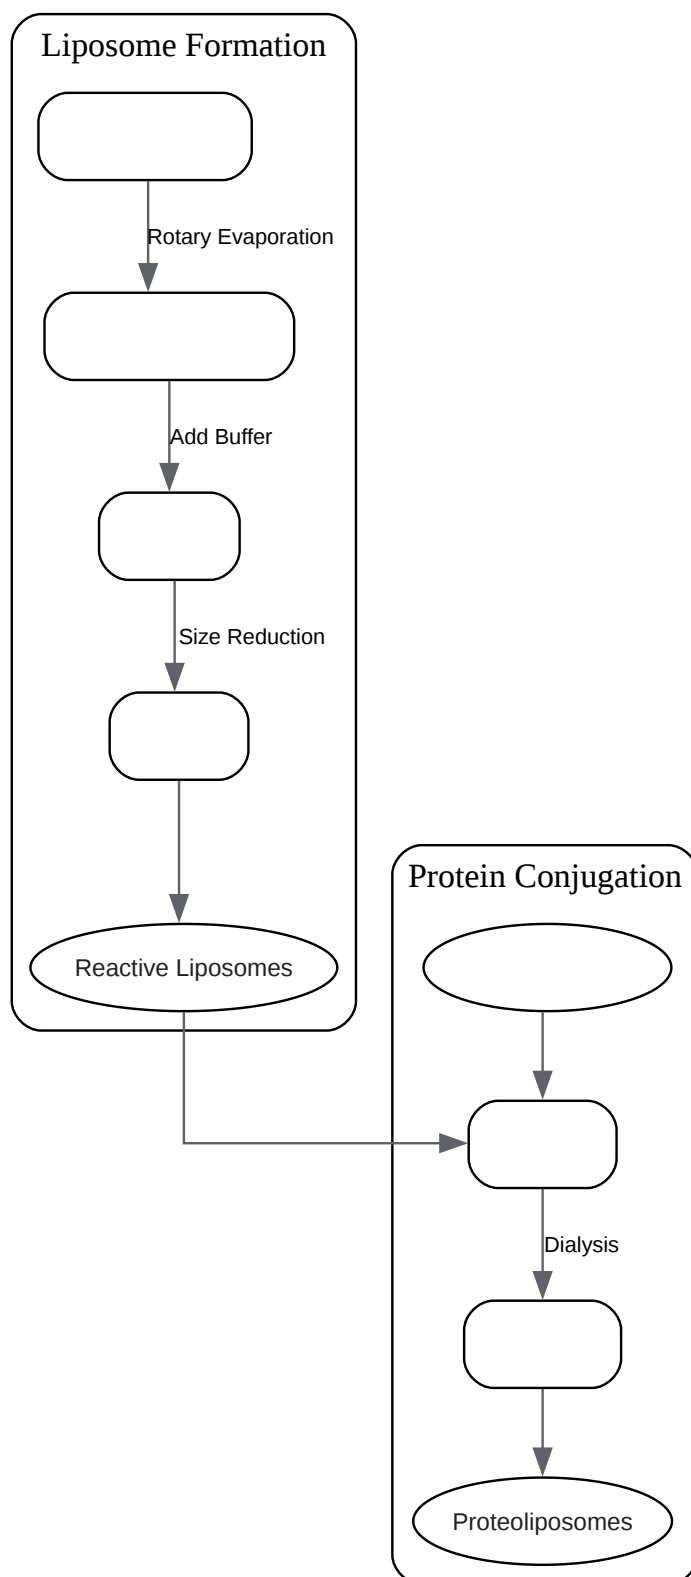 Liposome Formation
Rotary Evaporation
Add Buffer
Size Reduction
Reactive Liposomes
Protein Conjugation
Dialysis
Proteoliposomes